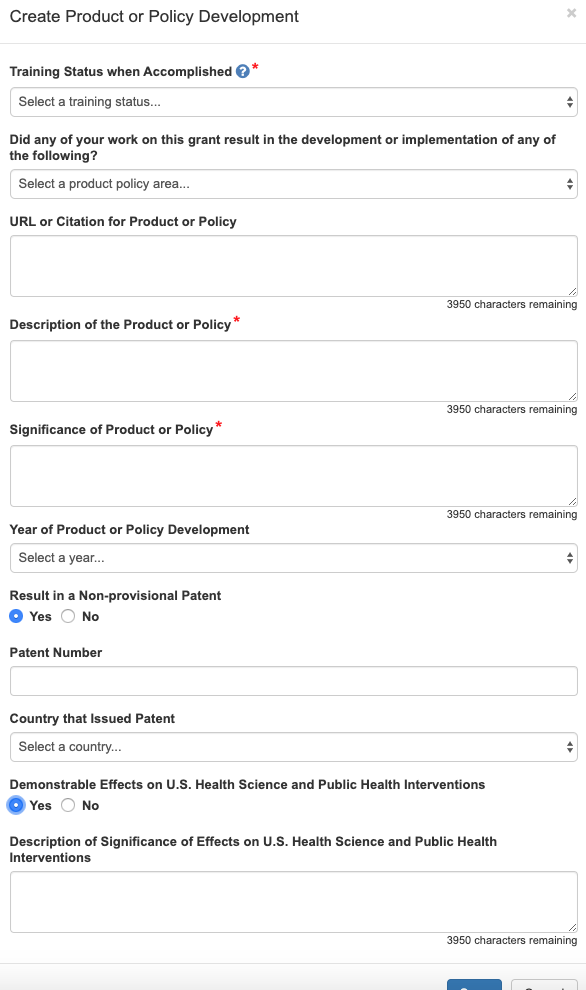 Create Product or Policy Development
×
Training Status when Accomplished ? *
Select a training status...
Did any of your work on this grant result in the development or implementation of any of
the following?
Select a product policy area...
URL or Citation for Product or Policy
3950 characters remaining
Description of the Product or Policy *
3950 characters remaining
Significance of Product or Policy *
3950 characters remaining
Year of Product or Policy Development
Select a year...
Result in a Non-provisional Patent
Yes No
Patent Number
Country that Issued Patent
Select a country...
Demonstrable Effects on U.S. Health Science and Public Health Interventions
Yes No
Description of Significance of Effects on U.S. Health Science and Public Health
Interventions
3950 characters remaining